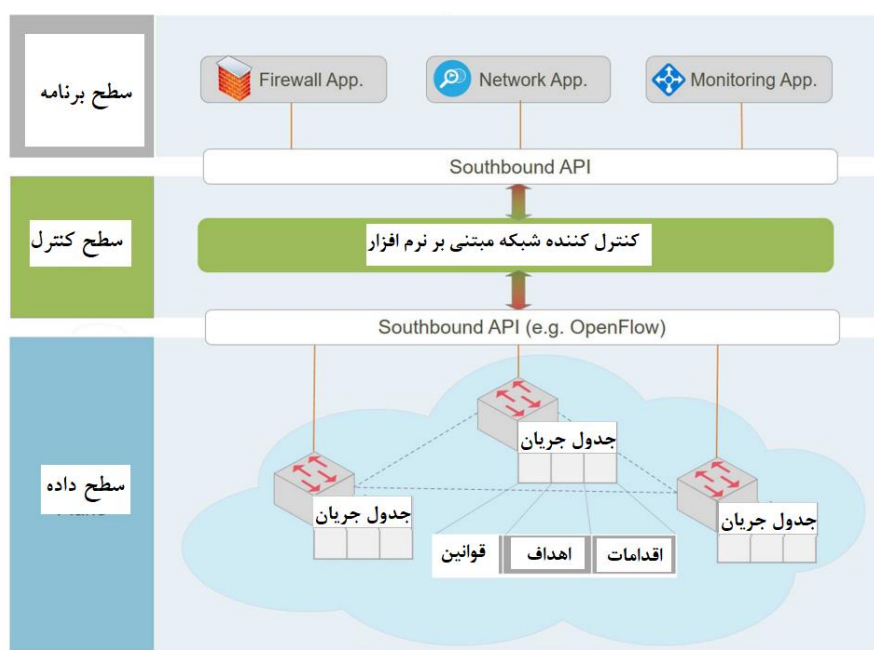 سطح برنامه
Firewall App.
Network App.
Monitoring App.
Southbound API
سطح کنترل
کنترل کننده شبکه مبتنی بر نرم افزار
Southbound API (e.g. OpenFlow)
سطح داده
جدول جریان
جدول جریان
جدول جریان
قوانین
اهداف
اقدامات